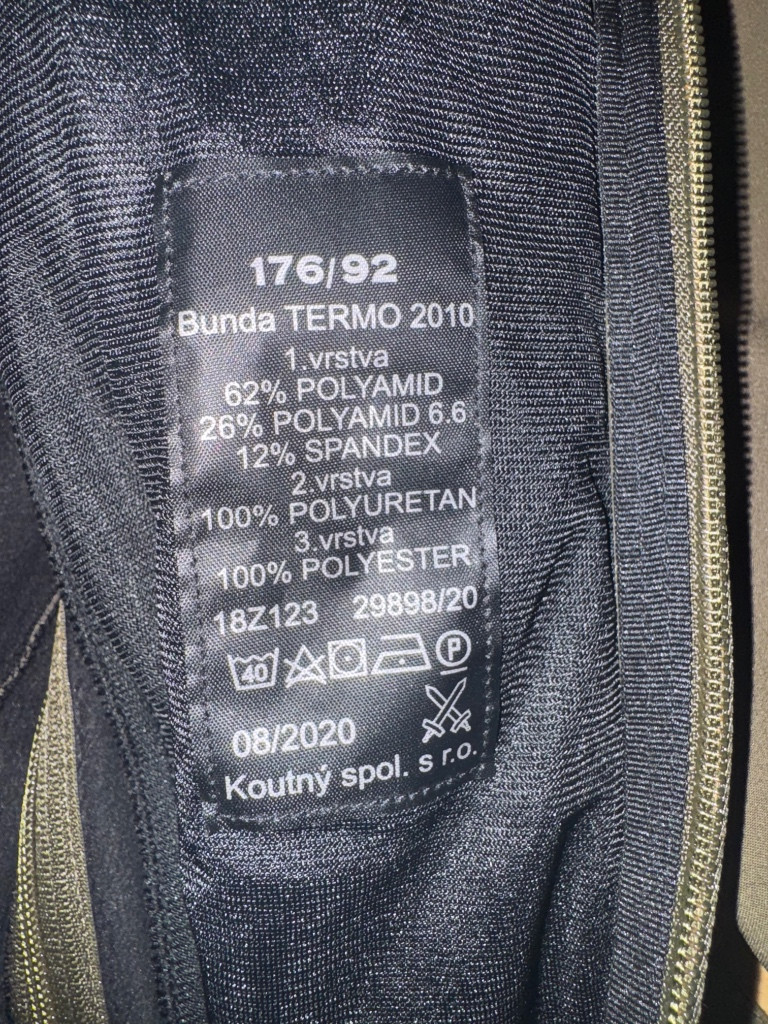 176/92
Bunda TERMO 2010
1.vrstva
62% POLYAMID
26% POLYAMID 6.6
12% SPANDEX
2.vrstva
100% POLYURETAN
3.vrstva
100% POLYESTER
18Z123 29898/20
40 P
08/2020
Koutný spol. s r.o.